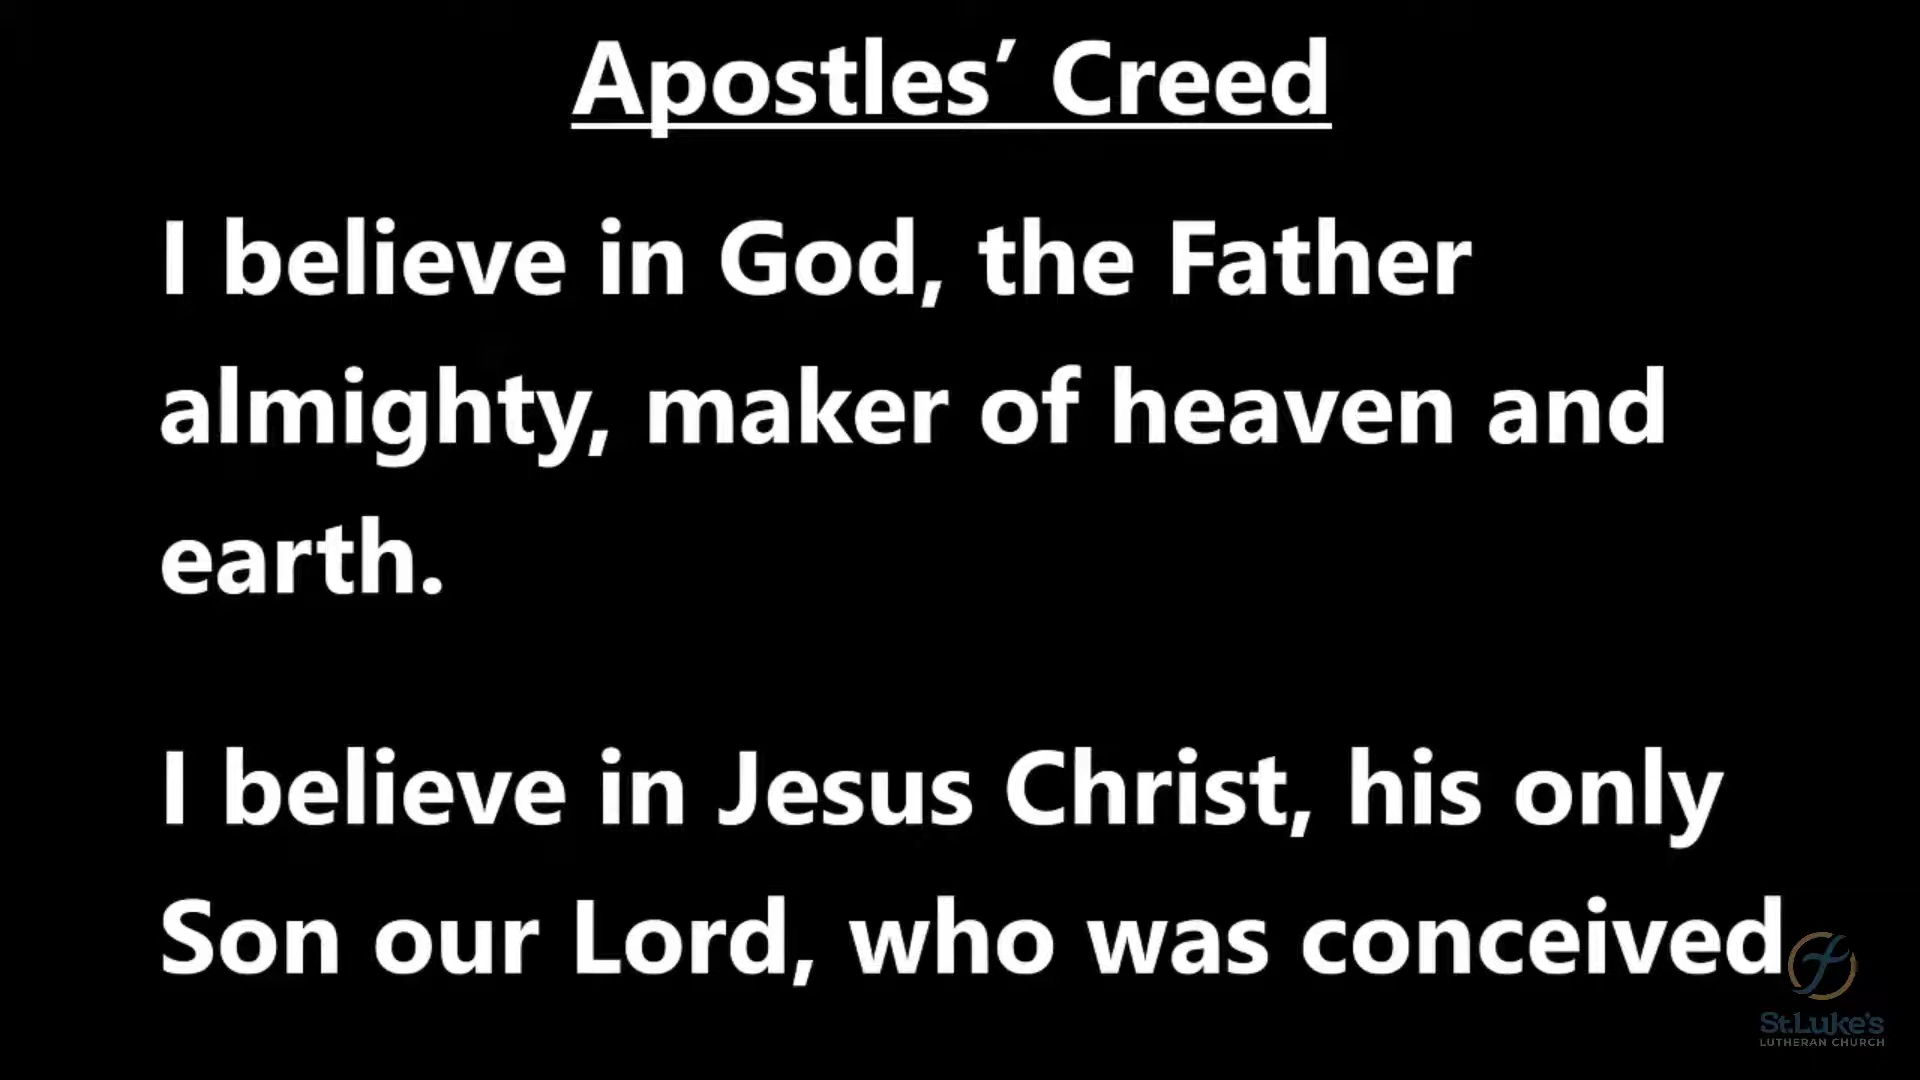 Apostles’ Creed
I believe in God, the Father
almighty, maker of heaven and
earth.
I believe in Jesus Christ, his only
Son our Lord, who was conceived
St.Luke's
LUTHERAN CHURCH